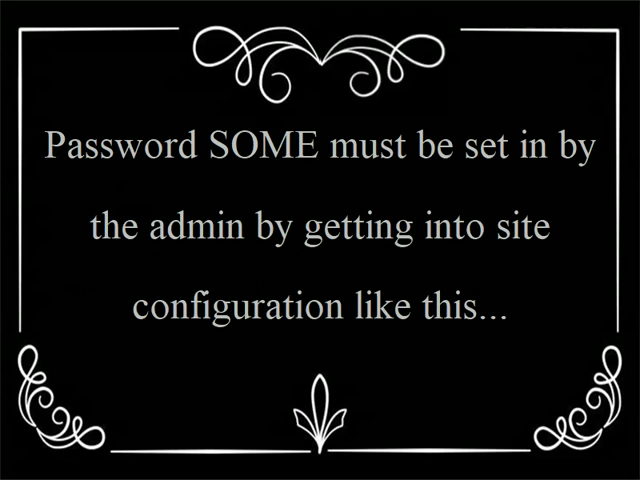 Password SOME must be set in by
the admin by getting into site
configuration like this...